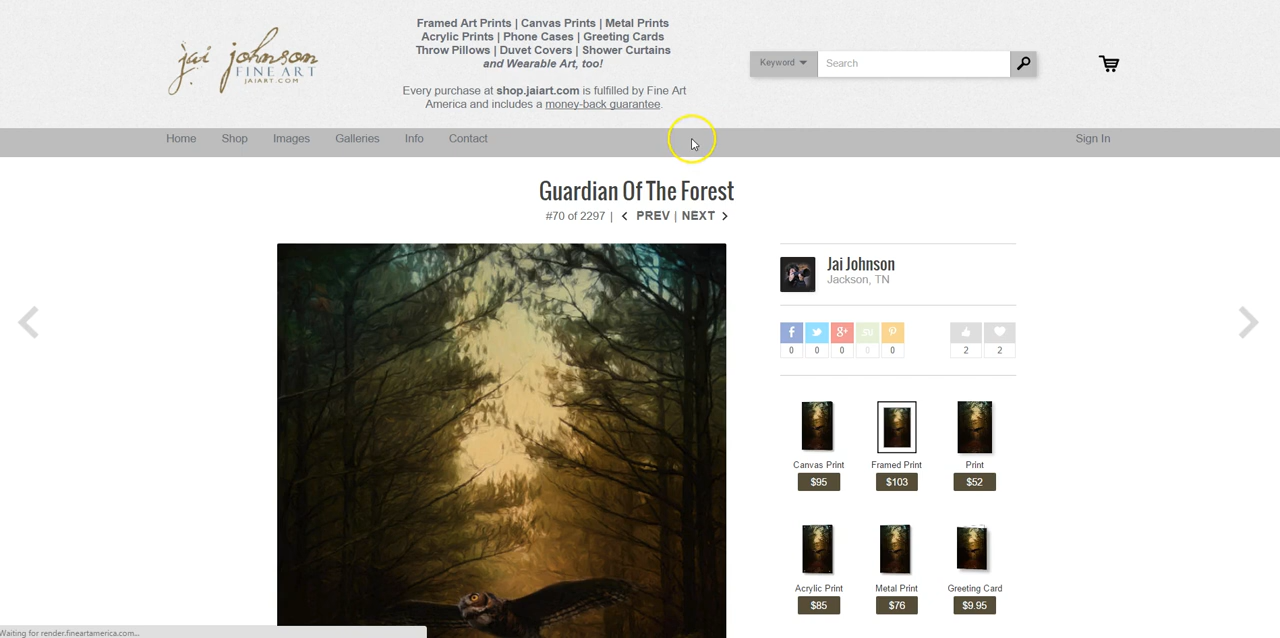 jai johnson
FINE ART
JAIART.COM
Framed Art Prints | Canvas Prints | Metal Prints
Acrylic Prints | Phone Cases | Greeting Cards
Throw Pillows | Duvet Covers | Shower Curtains
and Wearable Art, too!
Every purchase at shop.jaiart.com is fulfilled by Fine Art
America and includes a money-back guarantee.
Keyword Search
Home Shop Images Galleries Info Contact Sign In
Guardian Of The Forest
#70 of 2297 | PREV | NEXT
Jai Johnson
Jackson, TN
f g+ SU
0 0 0 0 0 2 2
Canvas Print Framed Print Print
$95 $103 $52
Acrylic Print Metal Print Greeting Card
$85 $76 $9.95
Waiting for render.fineartamerica.com...